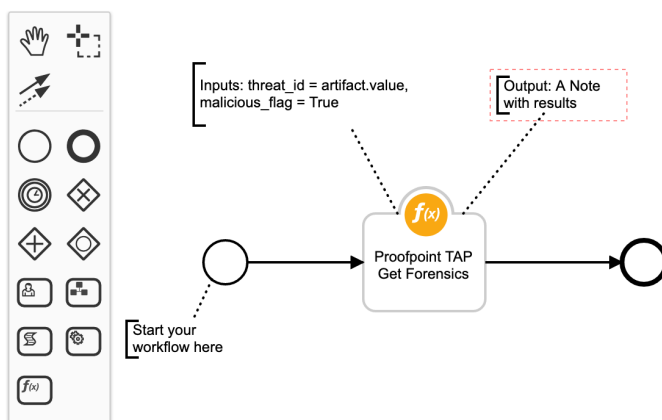 Inputs: threat_id = artifact.value,
malicious_flag = True
Output: A Note
with results
f(x)
Proofpoint TAP
Get Forensics
Start your
workflow here
f(x)